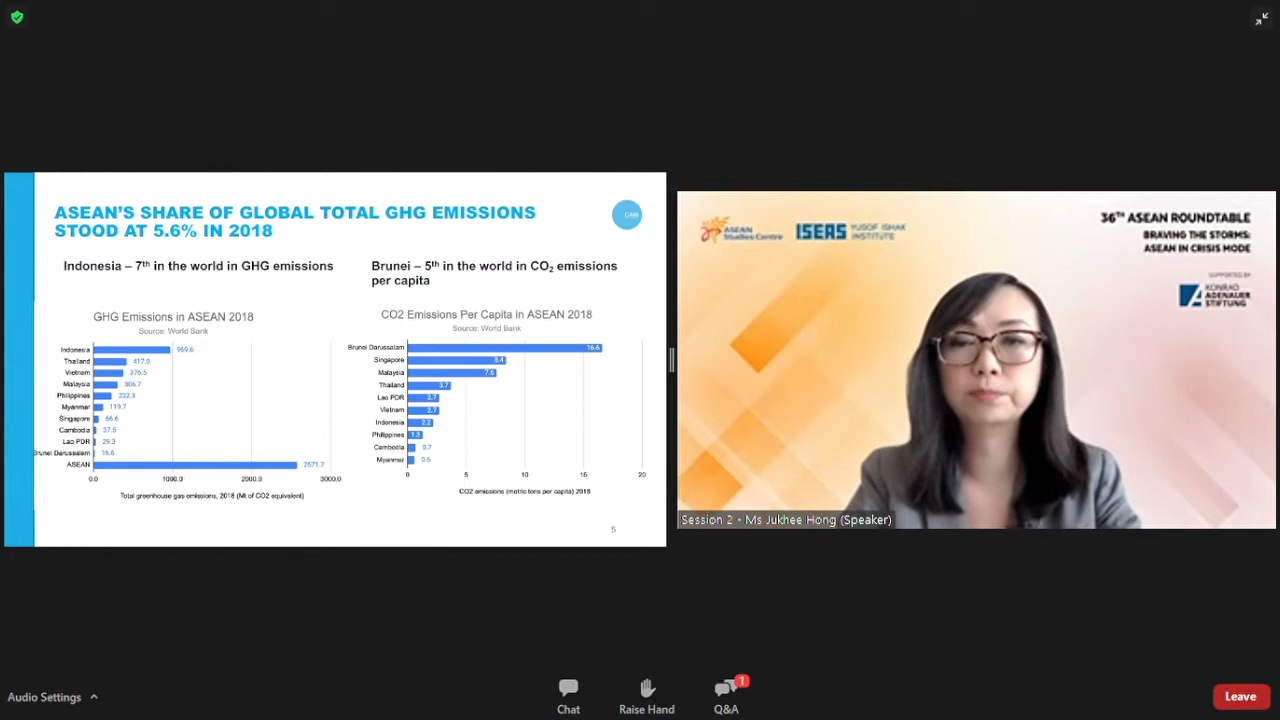 ASEAN'S SHARE OF GLOBAL TOTAL GHG EMISSIONS
STOOD AT 5.6% IN 2018
CARI
Indonesia – 7th in the world in GHG emissions
Brunei – 5th in the world in CO2 emissions
per capita
GHG Emissions in ASEAN 2018
Source: World Bank
Indonesia 969.6
Thailand 417.0
Vietnam 376.5
Malaysia 306.7
Philippines 232.3
Myanmar 119.7
Singapore 66.6
Cambodia 37.5
Lao PDR 29.3
Brunei Darussalam 16.6
ASEAN 2571.7
0.0 1000.0 2000.0 3000.0
Total greenhouse gas emissions, 2018 (Mt of CO2 equivalent)
CO2 Emissions Per Capita in ASEAN 2018
Source: World Bank
Brunei Darussalam 16.6
Singapore 8.4
Malaysia 7.6
Thailand 3.7
Lao PDR 2.7
Vietnam 2.7
Indonesia 2.2
Philippines 1.3
Cambodia 0.7
Myanmar 0.6
0 5 10 15 20
CO2 emissions (metric tons per capita) 2018
5
ASEAN
Studies Centre
ISEAS YUSOF ISHAK
INSTITUTE
36TH ASEAN ROUNDTABLE
BRAVING THE STORMS:
ASEAN IN CRISIS MODE
SUPPORTED BY
KONRAD
ADENAUER
STIFTUNG
Session 2 - Ms Jukhee Hong (Speaker)
Audio Settings
Chat
Raise Hand
1
Q&A
Leave